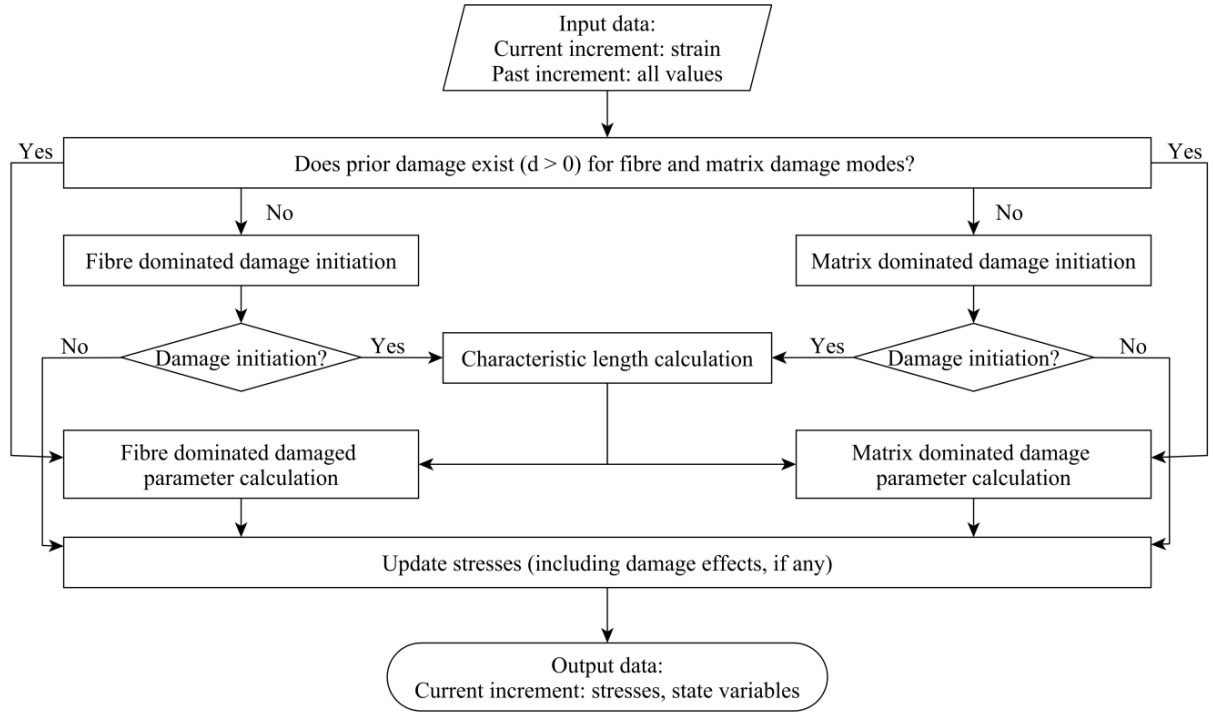 Input data:
Current increment: strain
Past increment: all values
Yes
Does prior damage exist (d > 0) for fibre and matrix damage modes?
Yes
No
No
Fibre dominated damage initiation
Matrix dominated damage initiation
No
Damage initiation?
Yes
Characteristic length calculation
Yes
Damage initiation?
No
Fibre dominated damaged
parameter calculation
Matrix dominated damage
parameter calculation
Update stresses (including damage effects, if any)
Output data:
Current increment: stresses, state variables